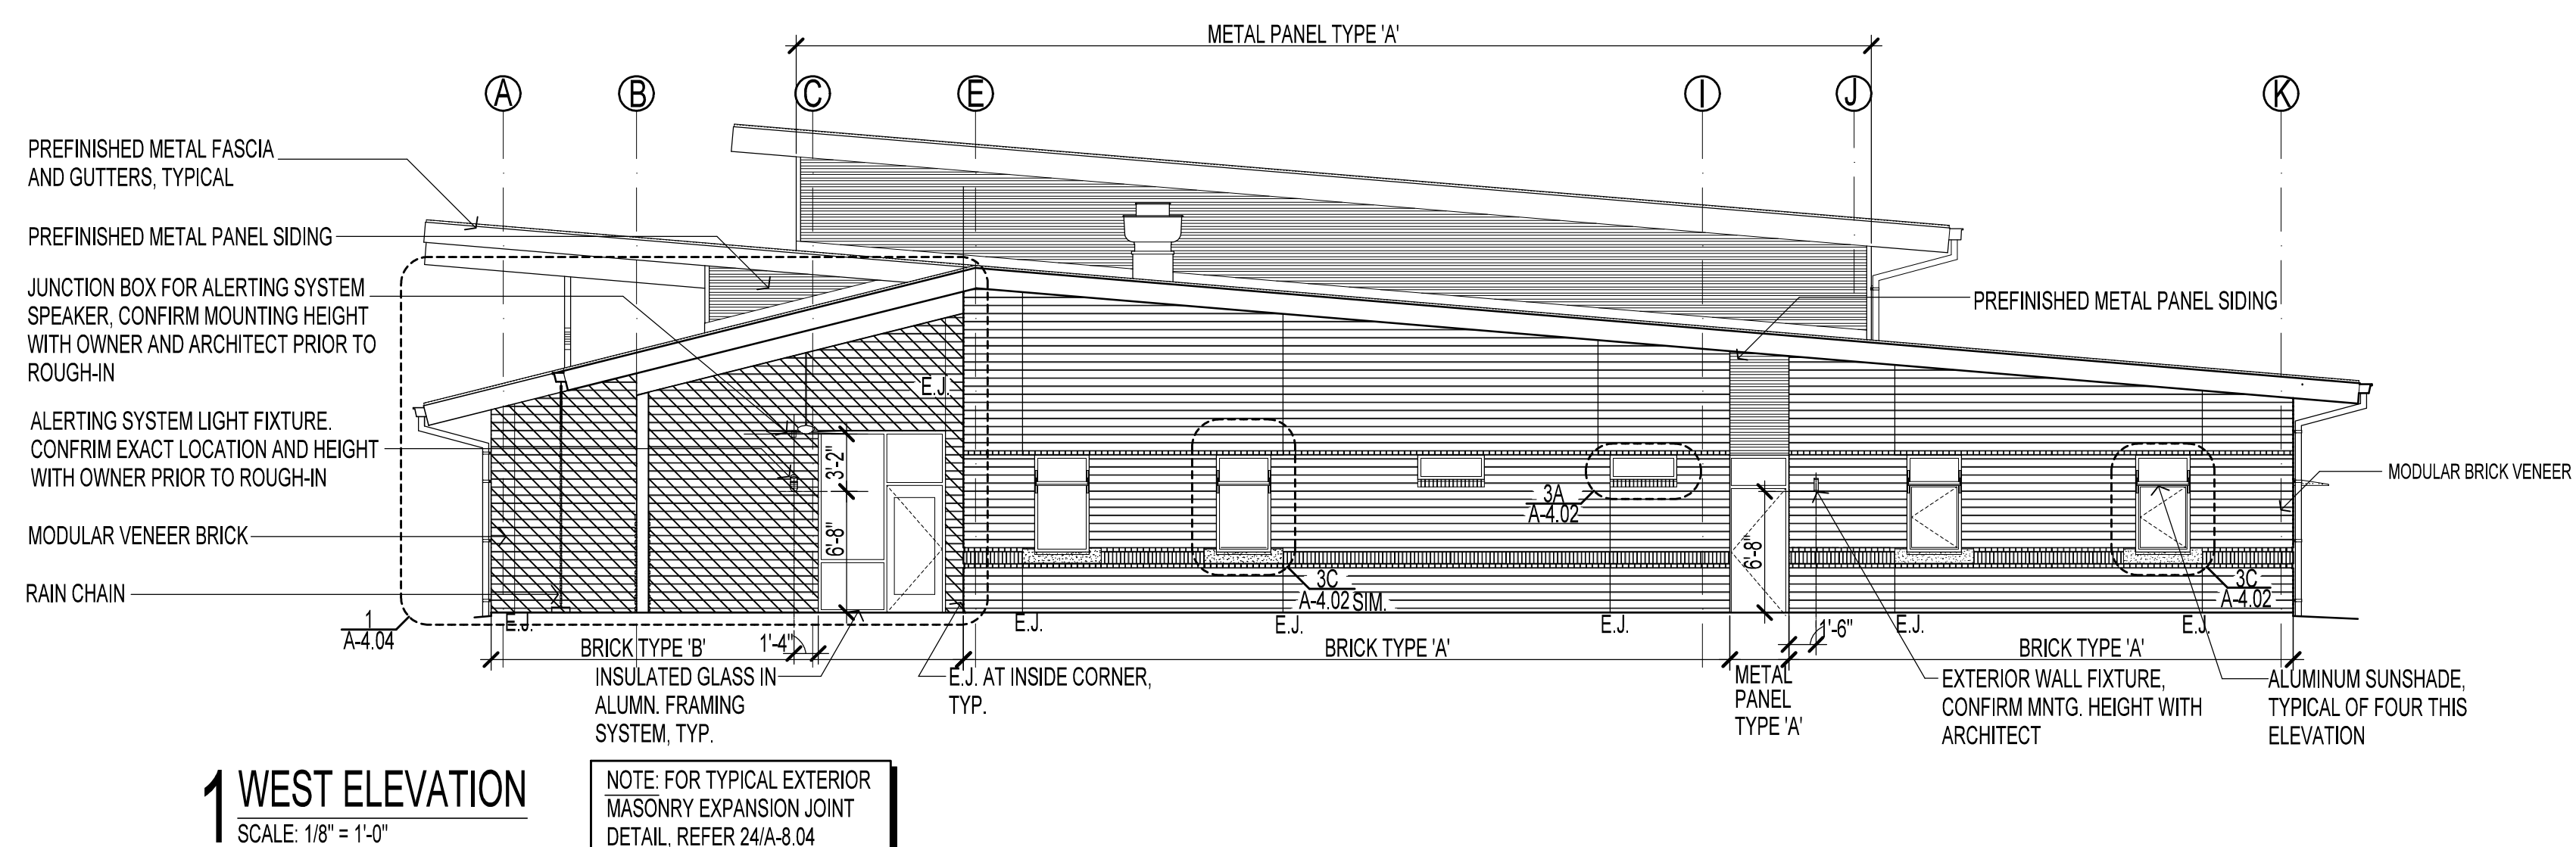 METAL PANEL TYPE 'A'
A
B
C
E
I
J
K
PREFINISHED METAL FASCIA
AND GUTTERS, TYPICAL
PREFINISHED METAL PANEL SIDING
JUNCTION BOX FOR ALERTING SYSTEM
SPEAKER, CONFIRM MOUNTING HEIGHT
WITH OWNER AND ARCHITECT PRIOR TO
ROUGH-IN
ALERTING SYSTEM LIGHT FIXTURE.
CONFRIM EXACT LOCATION AND HEIGHT
WITH OWNER PRIOR TO ROUGH-IN
MODULAR VENEER BRICK
RAIN CHAIN
1
A-4.04
PREFINISHED METAL PANEL SIDING
E.J.
3'-2"
6'-8"
3A
A-4.02
6'-8"
MODULAR BRICK VENEER
3C
A-4.02 SIM.
3C
A-4.02
E.J.
E.J.
E.J.
E.J.
E.J.
E.J.
BRICK TYPE 'B'
1'-4"
BRICK TYPE 'A'
1'-6"
BRICK TYPE 'A'
INSULATED GLASS IN
ALUMN. FRAMING
SYSTEM, TYP.
E.J. AT INSIDE CORNER,
TYP.
METAL
PANEL
TYPE 'A'
EXTERIOR WALL FIXTURE,
CONFIRM MNTG. HEIGHT WITH
ARCHITECT
ALUMINUM SUNSHADE,
TYPICAL OF FOUR THIS
ELEVATION
1 WEST ELEVATION
SCALE: 1/8" = 1'-0"
NOTE: FOR TYPICAL EXTERIOR
MASONRY EXPANSION JOINT
DETAIL, REFER 24/A-8.04